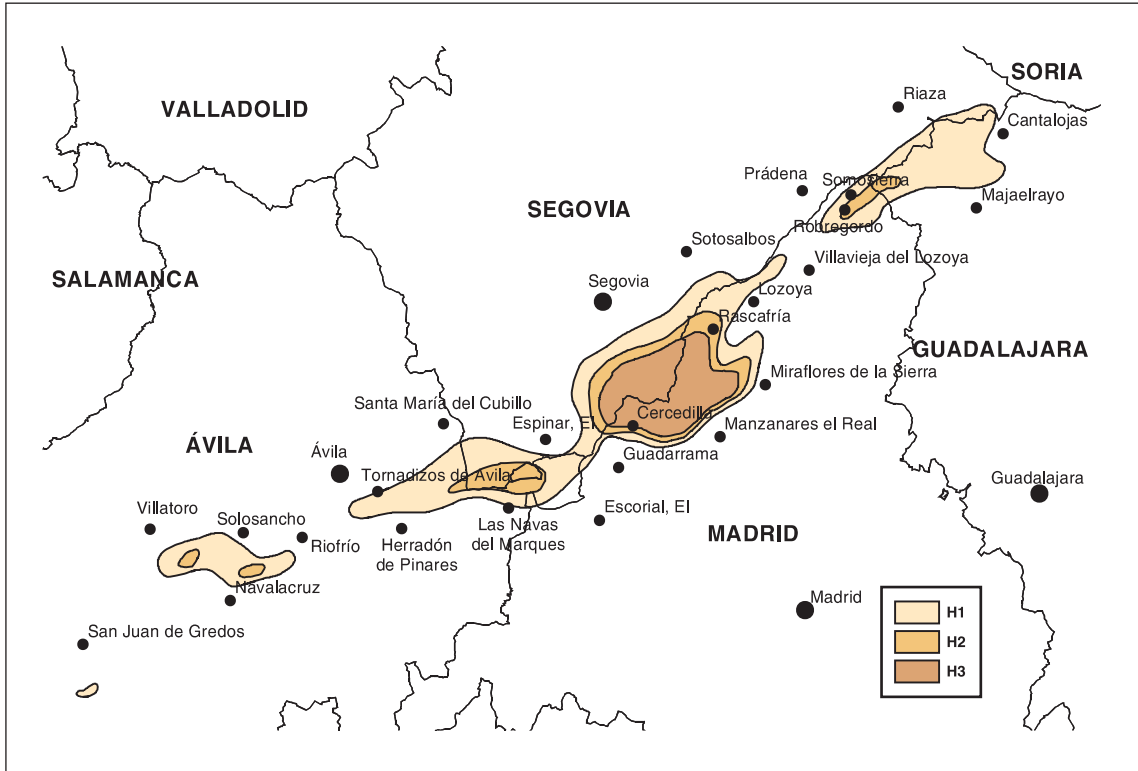 SORIA
Riaza
VALLADOLID
Cantalojas
Prádena
Somosierra
Majaelrayo
SEGOVIA
Robregordo
Sotosalbos
Villavieja del Lozoya
SALAMANCA
Segovia
Lozoya
Rascafría
GUADALAJARA
Miraflores de la Sierra
Santa María del Cubillo
Espinar, El
Cercedilla
Manzanares el Real
ÁVILA
Ávila
Guadarrama
Tornadizos de Avila
Guadalajara
Villatoro
Solosancho
Escorial, El
Las Navas
del Marques
MADRID
Riofrío
Herradón
de Pinares
Navalacruz
Madrid
San Juan de Gredos
H1
H2
H3